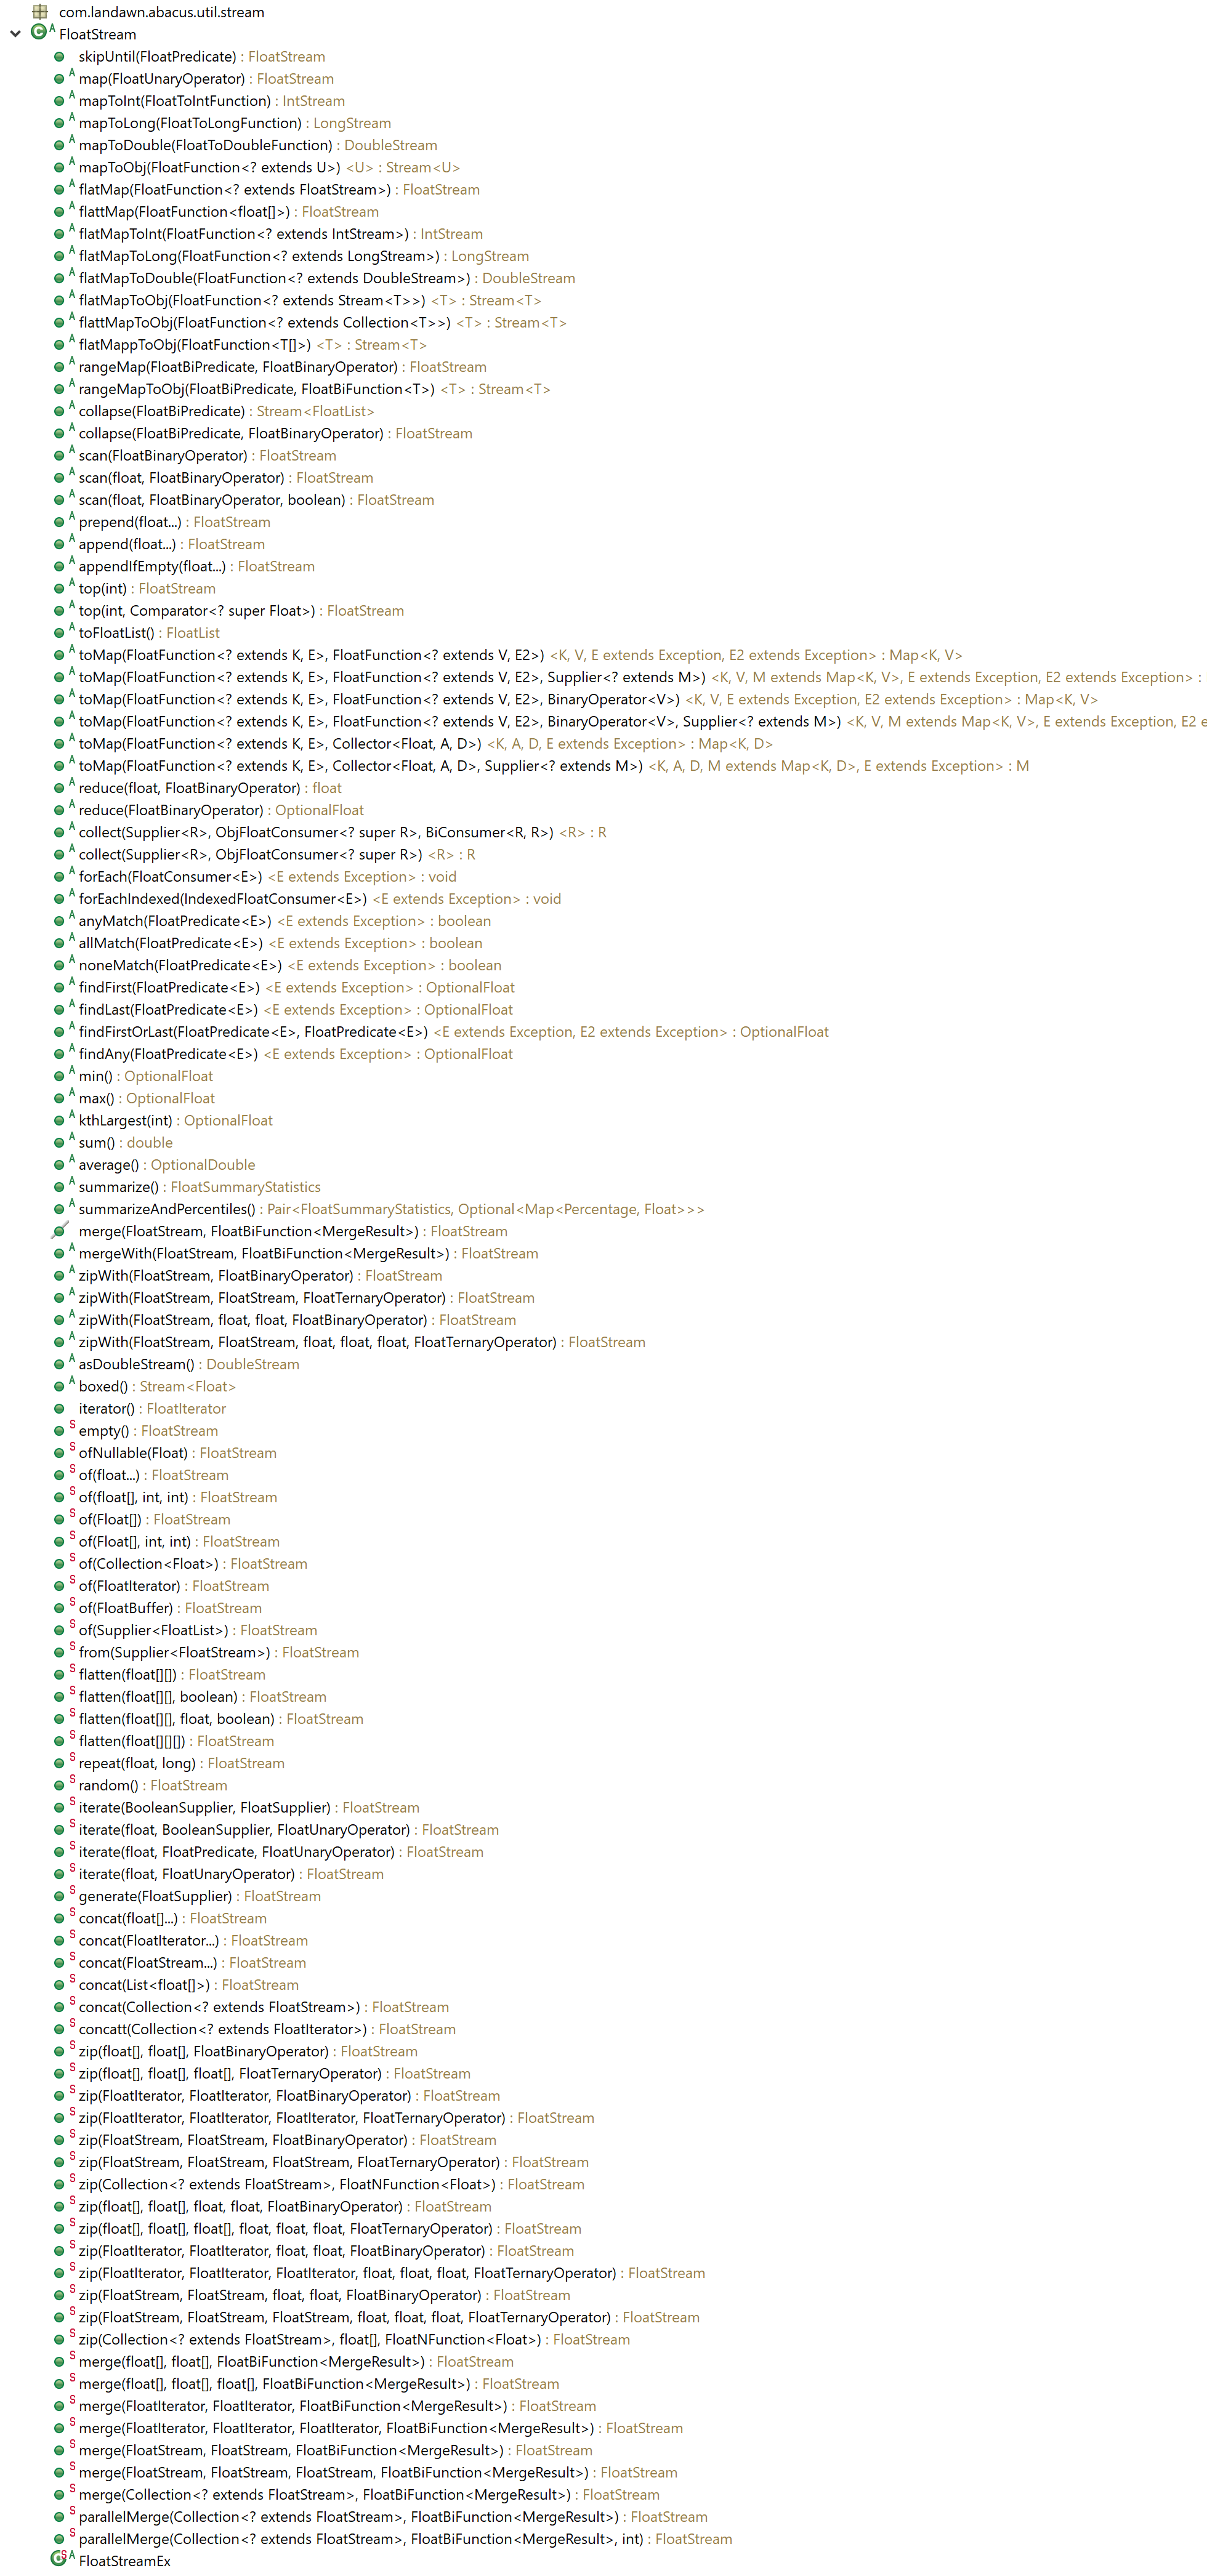 com.landawn.abacus.util.stream
A FloatStream
skipUntil(FloatPredicate) : FloatStream
A map(FloatUnaryOperator) : FloatStream
A mapToInt(FloatToIntFunction) : IntStream
A mapToLong(FloatToLongFunction) : LongStream
A mapToDouble(FloatToDoubleFunction) : DoubleStream
A mapToObj(FloatFunction<? extends U>) <U> : Stream<U>
A flatMap(FloatFunction<? extends FloatStream>) : FloatStream
A flattMap(FloatFunction<float[]>) : FloatStream
A flatMapToInt(FloatFunction<? extends IntStream>) : IntStream
A flatMapToLong(FloatFunction<? extends LongStream>) : LongStream
A flatMapToDouble(FloatFunction<? extends DoubleStream>) : DoubleStream
A flatMapToObj(FloatFunction<? extends Stream<T>>) <T> : Stream<T>
A flattMapToObj(FloatFunction<? extends Collection<T>>) <T> : Stream<T>
A flatMappToObj(FloatFunction<T[]>) <T> : Stream<T>
A rangeMap(FloatBiPredicate, FloatBinaryOperator) : FloatStream
A rangeMapToObj(FloatBiPredicate, FloatBiFunction<T>) <T> : Stream<T>
A collapse(FloatBiPredicate) : Stream<FloatList>
A collapse(FloatBiPredicate, FloatBinaryOperator) : FloatStream
A scan(FloatBinaryOperator) : FloatStream
A scan(float, FloatBinaryOperator) : FloatStream
A scan(float, FloatBinaryOperator, boolean) : FloatStream
A prepend(float...) : FloatStream
A append(float...) : FloatStream
A appendIfEmpty(float...) : FloatStream
A top(int) : FloatStream
A top(int, Comparator<? super Float>) : FloatStream
A toFloatList() : FloatList
A toMap(FloatFunction<? extends K, E>, FloatFunction<? extends V, E2>) <K, V, E extends Exception, E2 extends Exception> : Map<K, V>
A toMap(FloatFunction<? extends K, E>, FloatFunction<? extends V, E2>, Supplier<? extends M>) <K, V, M extends Map<K, V>, E extends Exception, E2 extends Exception> :
A toMap(FloatFunction<? extends K, E>, FloatFunction<? extends V, E2>, BinaryOperator<V>) <K, V, E extends Exception, E2 extends Exception> : Map<K, V>
A toMap(FloatFunction<? extends K, E>, FloatFunction<? extends V, E2>, BinaryOperator<V>, Supplier<? extends M>) <K, V, M extends Map<K, V>, E extends Exception, E2 e
A toMap(FloatFunction<? extends K, E>, Collector<Float, A, D>) <K, A, D, E extends Exception> : Map<K, D>
A toMap(FloatFunction<? extends K, E>, Collector<Float, A, D>, Supplier<? extends M>) <K, A, D, M extends Map<K, D>, E extends Exception> : M
A reduce(float, FloatBinaryOperator) : float
A reduce(FloatBinaryOperator) : OptionalFloat
A collect(Supplier<R>, ObjFloatConsumer<? super R>, BiConsumer<R, R>) <R> : R
A collect(Supplier<R>, ObjFloatConsumer<? super R>) <R> : R
A forEach(FloatConsumer<E>) <E extends Exception> : void
A forEachIndexed(IndexedFloatConsumer<E>) <E extends Exception> : void
A anyMatch(FloatPredicate<E>) <E extends Exception> : boolean
A allMatch(FloatPredicate<E>) <E extends Exception> : boolean
A noneMatch(FloatPredicate<E>) <E extends Exception> : boolean
A findFirst(FloatPredicate<E>) <E extends Exception> : OptionalFloat
A findLast(FloatPredicate<E>) <E extends Exception> : OptionalFloat
A findFirstOrLast(FloatPredicate<E>, FloatPredicate<E>) <E extends Exception, E2 extends Exception> : OptionalFloat
A findAny(FloatPredicate<E>) <E extends Exception> : OptionalFloat
A min() : OptionalFloat
A max() : OptionalFloat
A kthLargest(int) : OptionalFloat
A sum() : double
A average() : OptionalDouble
A summarize() : FloatSummaryStatistics
A summarizeAndPercentiles() : Pair<FloatSummaryStatistics, Optional<Map<Percentage, Float>>>
merge(FloatStream, FloatBiFunction<MergeResult>) : FloatStream
A mergeWith(FloatStream, FloatBiFunction<MergeResult>) : FloatStream
A zipWith(FloatStream, FloatBinaryOperator) : FloatStream
A zipWith(FloatStream, FloatStream, FloatTernaryOperator) : FloatStream
A zipWith(FloatStream, float, float, FloatBinaryOperator) : FloatStream
A zipWith(FloatStream, FloatStream, float, float, float, FloatTernaryOperator) : FloatStream
A asDoubleStream() : DoubleStream
A boxed() : Stream<Float>
iterator() : FloatIterator
S empty() : FloatStream
S ofNullable(Float) : FloatStream
S of(float...) : FloatStream
S of(float[], int, int) : FloatStream
S of(Float[]) : FloatStream
S of(Float[], int, int) : FloatStream
S of(Collection<Float>) : FloatStream
S of(FloatIterator) : FloatStream
S of(FloatBuffer) : FloatStream
S of(Supplier<FloatList>) : FloatStream
S from(Supplier<FloatStream>) : FloatStream
S flatten(float[][]) : FloatStream
S flatten(float[][], boolean) : FloatStream
S flatten(float[][], float, boolean) : FloatStream
S flatten(float[][][]) : FloatStream
S repeat(float, long) : FloatStream
S random() : FloatStream
S iterate(BooleanSupplier, FloatSupplier) : FloatStream
S iterate(float, BooleanSupplier, FloatUnaryOperator) : FloatStream
S iterate(float, FloatPredicate, FloatUnaryOperator) : FloatStream
S iterate(float, FloatUnaryOperator) : FloatStream
S generate(FloatSupplier) : FloatStream
S concat(float[]...) : FloatStream
S concat(FloatIterator...) : FloatStream
S concat(FloatStream...) : FloatStream
S concat(List<float[]>) : FloatStream
S concat(Collection<? extends FloatStream>) : FloatStream
S concatt(Collection<? extends FloatIterator>) : FloatStream
S zip(float[], float[], FloatBinaryOperator) : FloatStream
S zip(float[], float[], float[], FloatTernaryOperator) : FloatStream
S zip(FloatIterator, FloatIterator, FloatBinaryOperator) : FloatStream
S zip(FloatIterator, FloatIterator, FloatIterator, FloatTernaryOperator) : FloatStream
S zip(FloatStream, FloatStream, FloatBinaryOperator) : FloatStream
S zip(FloatStream, FloatStream, FloatStream, FloatTernaryOperator) : FloatStream
S zip(Collection<? extends FloatStream>, FloatNFunction<Float>) : FloatStream
S zip(float[], float[], float, float, FloatBinaryOperator) : FloatStream
S zip(float[], float[], float[], float, float, float, FloatTernaryOperator) : FloatStream
S zip(FloatIterator, FloatIterator, float, float, FloatBinaryOperator) : FloatStream
S zip(FloatIterator, FloatIterator, FloatIterator, float, float, float, FloatTernaryOperator) : FloatStream
S zip(FloatStream, FloatStream, float, float, FloatBinaryOperator) : FloatStream
S zip(FloatStream, FloatStream, FloatStream, float, float, float, FloatTernaryOperator) : FloatStream
S zip(Collection<? extends FloatStream>, float[], FloatNFunction<Float>) : FloatStream
S merge(float[], float[], FloatBiFunction<MergeResult>) : FloatStream
S merge(float[], float[], float[], FloatBiFunction<MergeResult>) : FloatStream
S merge(FloatIterator, FloatIterator, FloatBiFunction<MergeResult>) : FloatStream
S merge(FloatIterator, FloatIterator, FloatIterator, FloatBiFunction<MergeResult>) : FloatStream
S merge(FloatStream, FloatStream, FloatBiFunction<MergeResult>) : FloatStream
S merge(FloatStream, FloatStream, FloatStream, FloatBiFunction<MergeResult>) : FloatStream
S merge(Collection<? extends FloatStream>, FloatBiFunction<MergeResult>) : FloatStream
S parallelMerge(Collection<? extends FloatStream>, FloatBiFunction<MergeResult>) : FloatStream
S parallelMerge(Collection<? extends FloatStream>, FloatBiFunction<MergeResult>, int) : FloatStream
S A FloatStreamEx